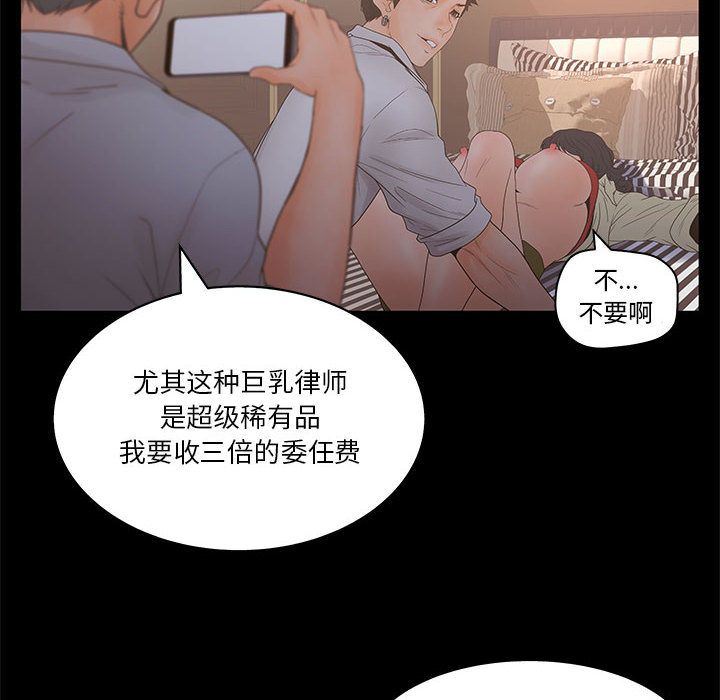 不…
不要啊
尤其这种巨乳律师
是超级稀有品
我要收三倍的委任费